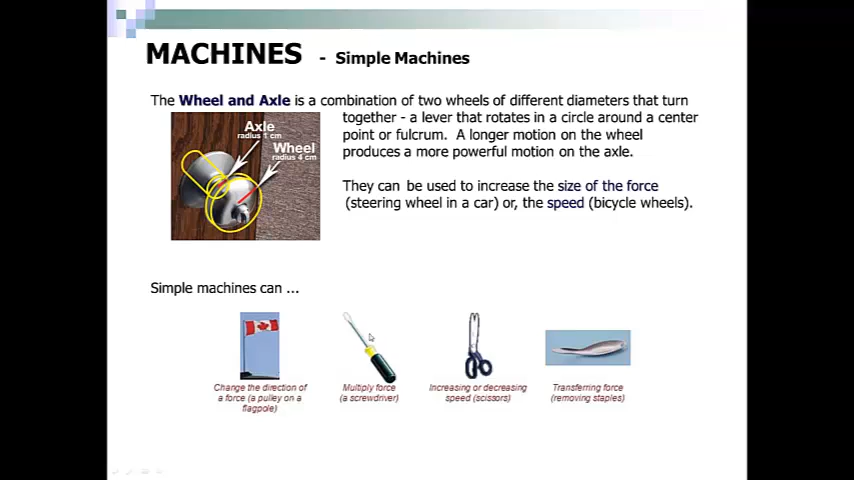 MACHINES - Simple Machines
The Wheel and Axle is a combination of two wheels of different diameters that turn
together - a lever that rotates in a circle around a center
point or fulcrum. A longer motion on the wheel
produces a more powerful motion on the axle.
Axle
radius 1 cm
Wheel
radius 4 cm
They can be used to increase the size of the force
(steering wheel in a car) or, the speed (bicycle wheels).
Simple machines can ...
Change the direction of
a force (a pulley on a
flagpole)
Multiply force
(a screwdriver)
Increasing or decreasing
speed (scissors)
Transferring force
(removing staples)